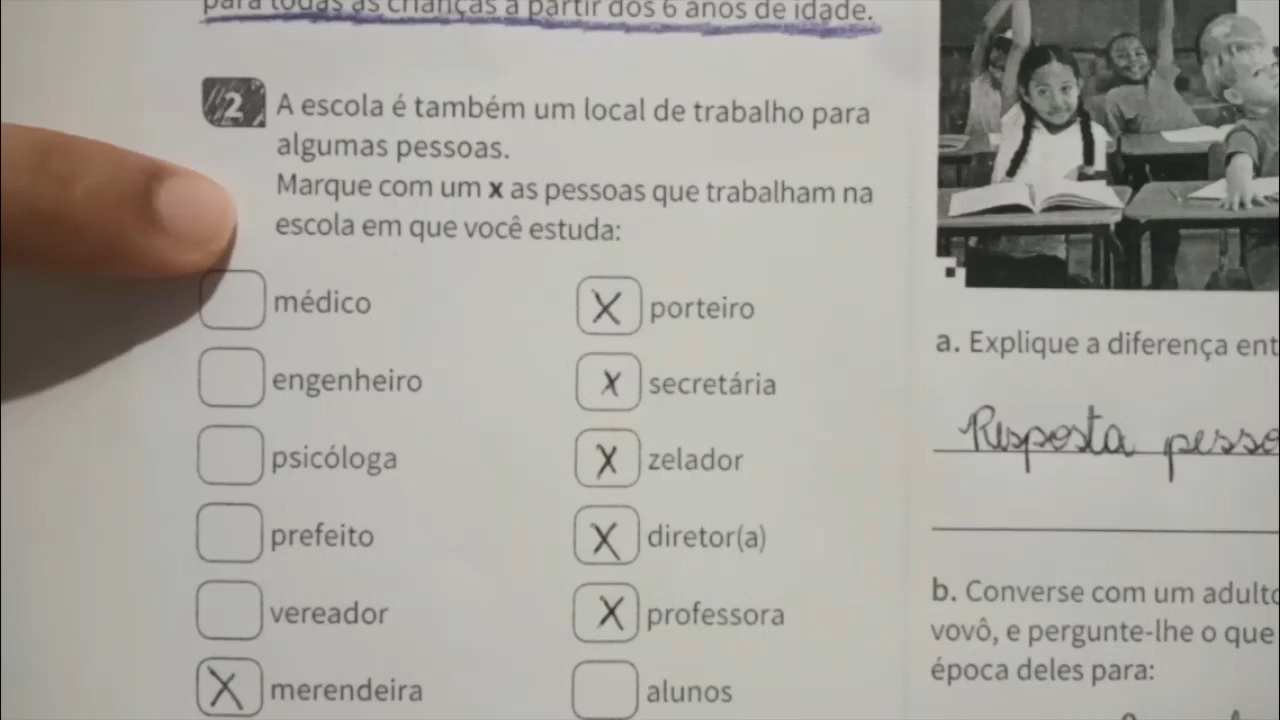 para todas as crianças a partir dos 6 anos de idade.
2 A escola é também um local de trabalho para
algumas pessoas.
Marque com um x as pessoas que trabalham na
escola em que você estuda:
médico
engenheiro
psicóloga
prefeito
vereador
X merendeira
X porteiro
X secretária
X zelador
X diretor(a)
X professora
alunos
a. Explique a diferença ent
Resposta pesso
b. Converse com um adulto
vovô, e pergunte-lhe o que
época deles para: